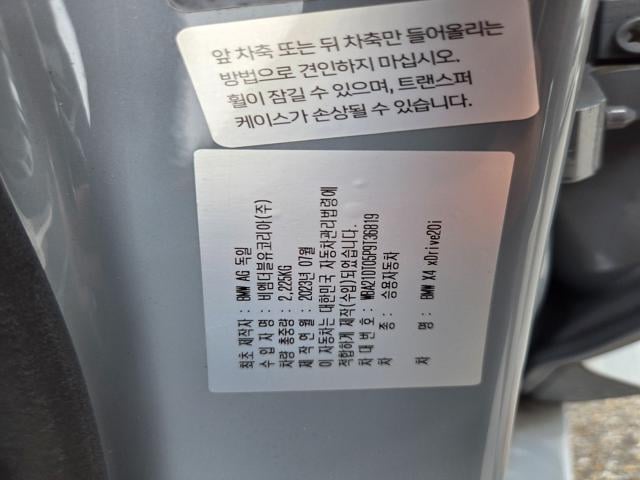 앞 차축 또는 뒤 차축만 들어올리는
방법으로 견인하지 마십시오.
휠이 잠길 수 있으며, 트랜스퍼
케이스가 손상될 수 있습니다.
최초 제작자 : BMW AG 독일
수 입 자 명 : 비엠더블유코리아(주)
차량 총중량 : 2,225KG
제 작 연 월 : 2023년 07월
이 자동차는 대한민국 자동차관리법령에
적합하게 제작(수입)되었습니다.
차 대 번 호 : WBA21DT05P9T36819
차 종 : 승용자동차
차 명 : BMW X4 xDrive20i